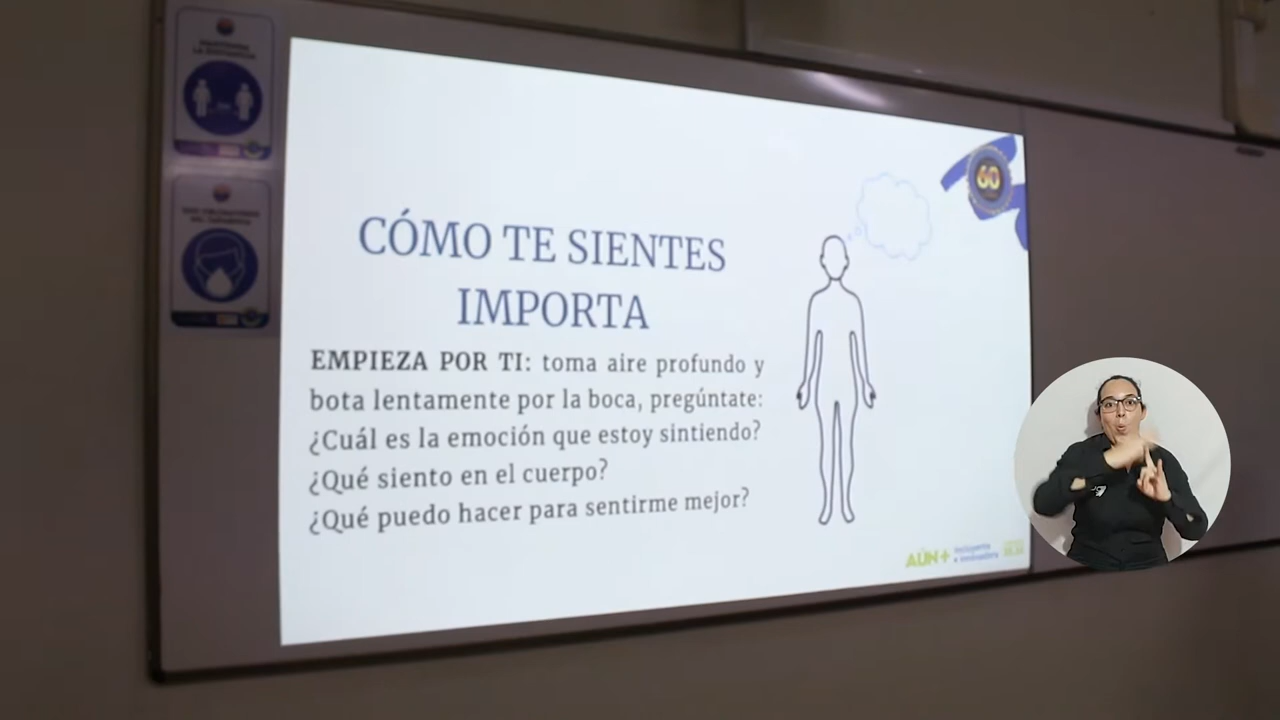 CÓMO TE SIENTES
IMPORTA
EMPIEZA POR TI: toma aire profundo y
bota lentamente por la boca, pregúntate:
¿Cuál es la emoción que estoy sintiendo?
¿Qué siento en el cuerpo?
¿Qué puedo hacer para sentirme mejor?
60
AÚN+